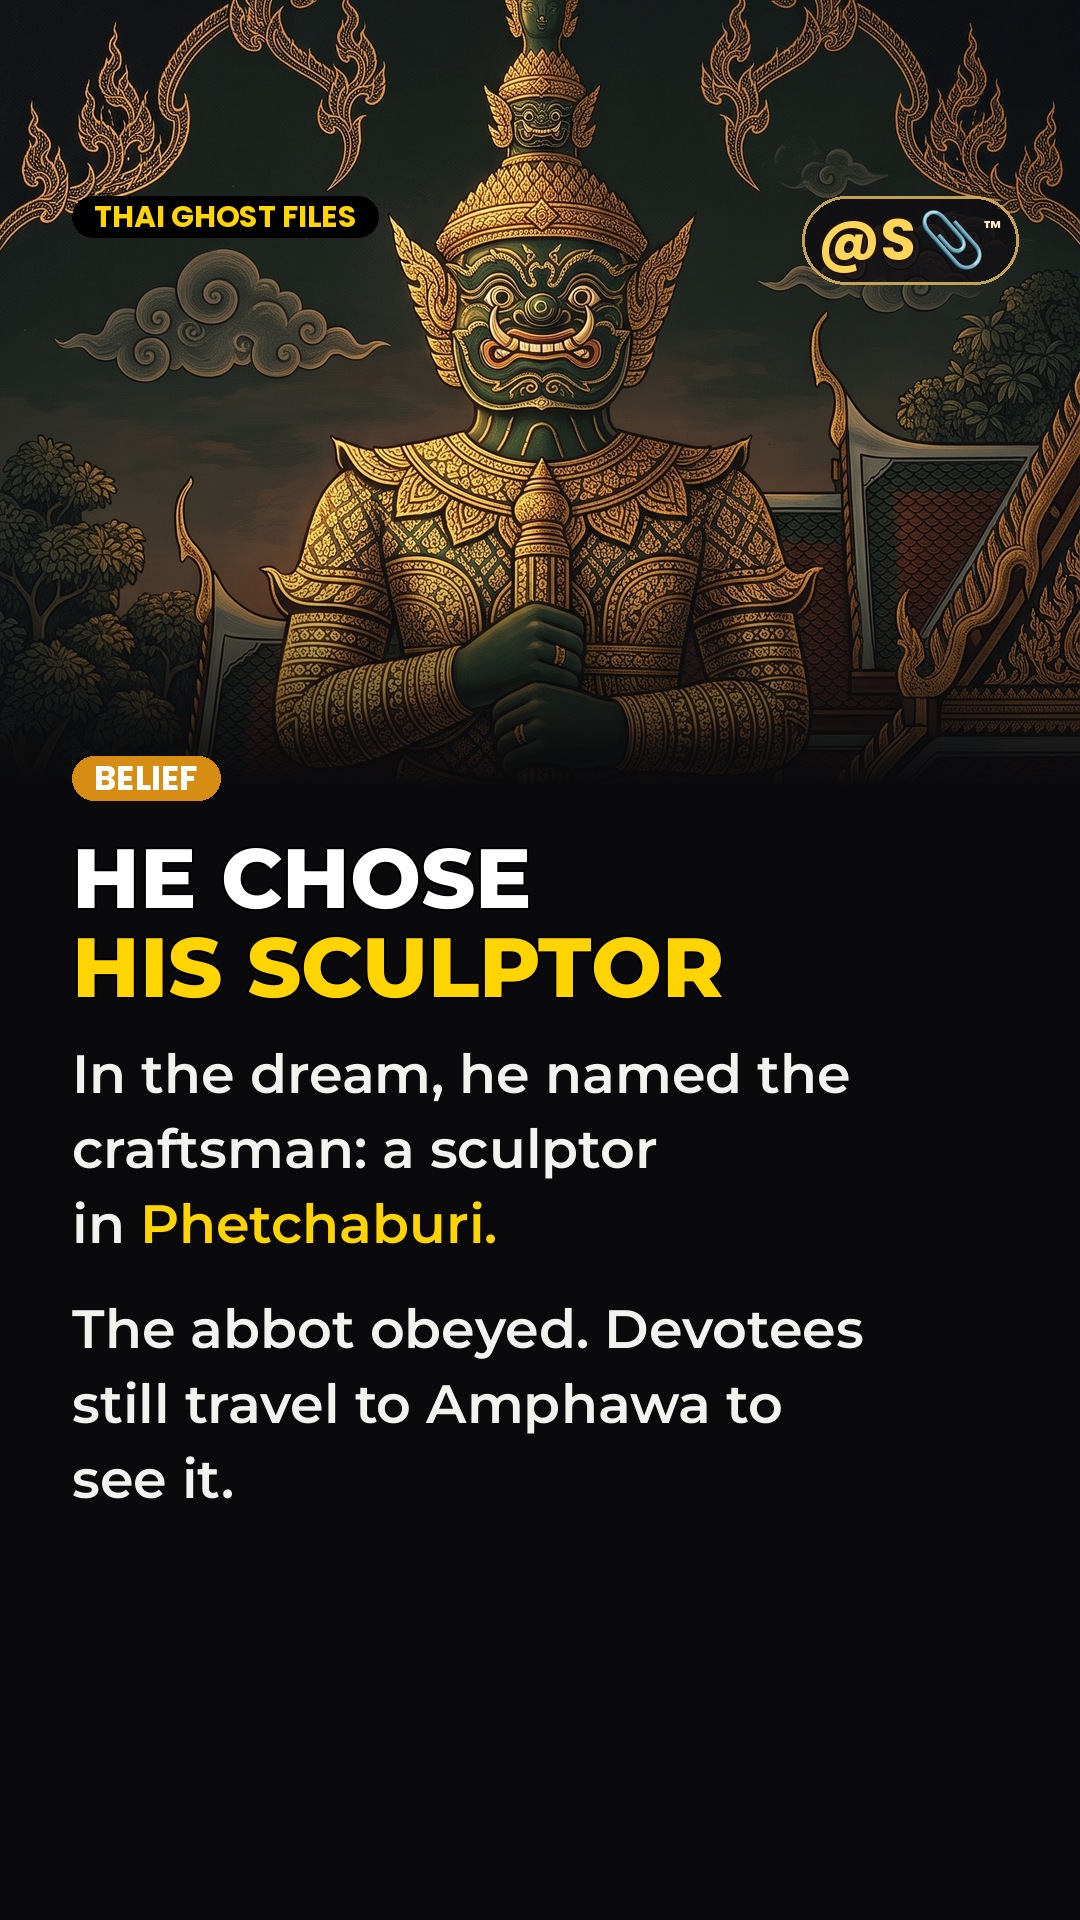 THAI GHOST FILES
@S📎™
BELIEF
HE CHOSE
HIS SCULPTOR
In the dream, he named the
craftsman: a sculptor
in Phetchaburi.
The abbot obeyed. Devotees
still travel to Amphawa to
see it.